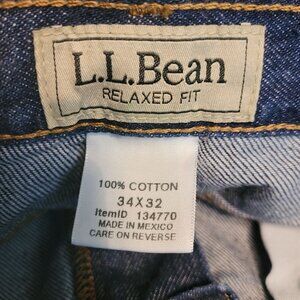 L.L.Bean
RELAXED FIT
100% COTTON
34X32
ItemID 134770
MADE IN MEXICO
CARE ON REVERSE